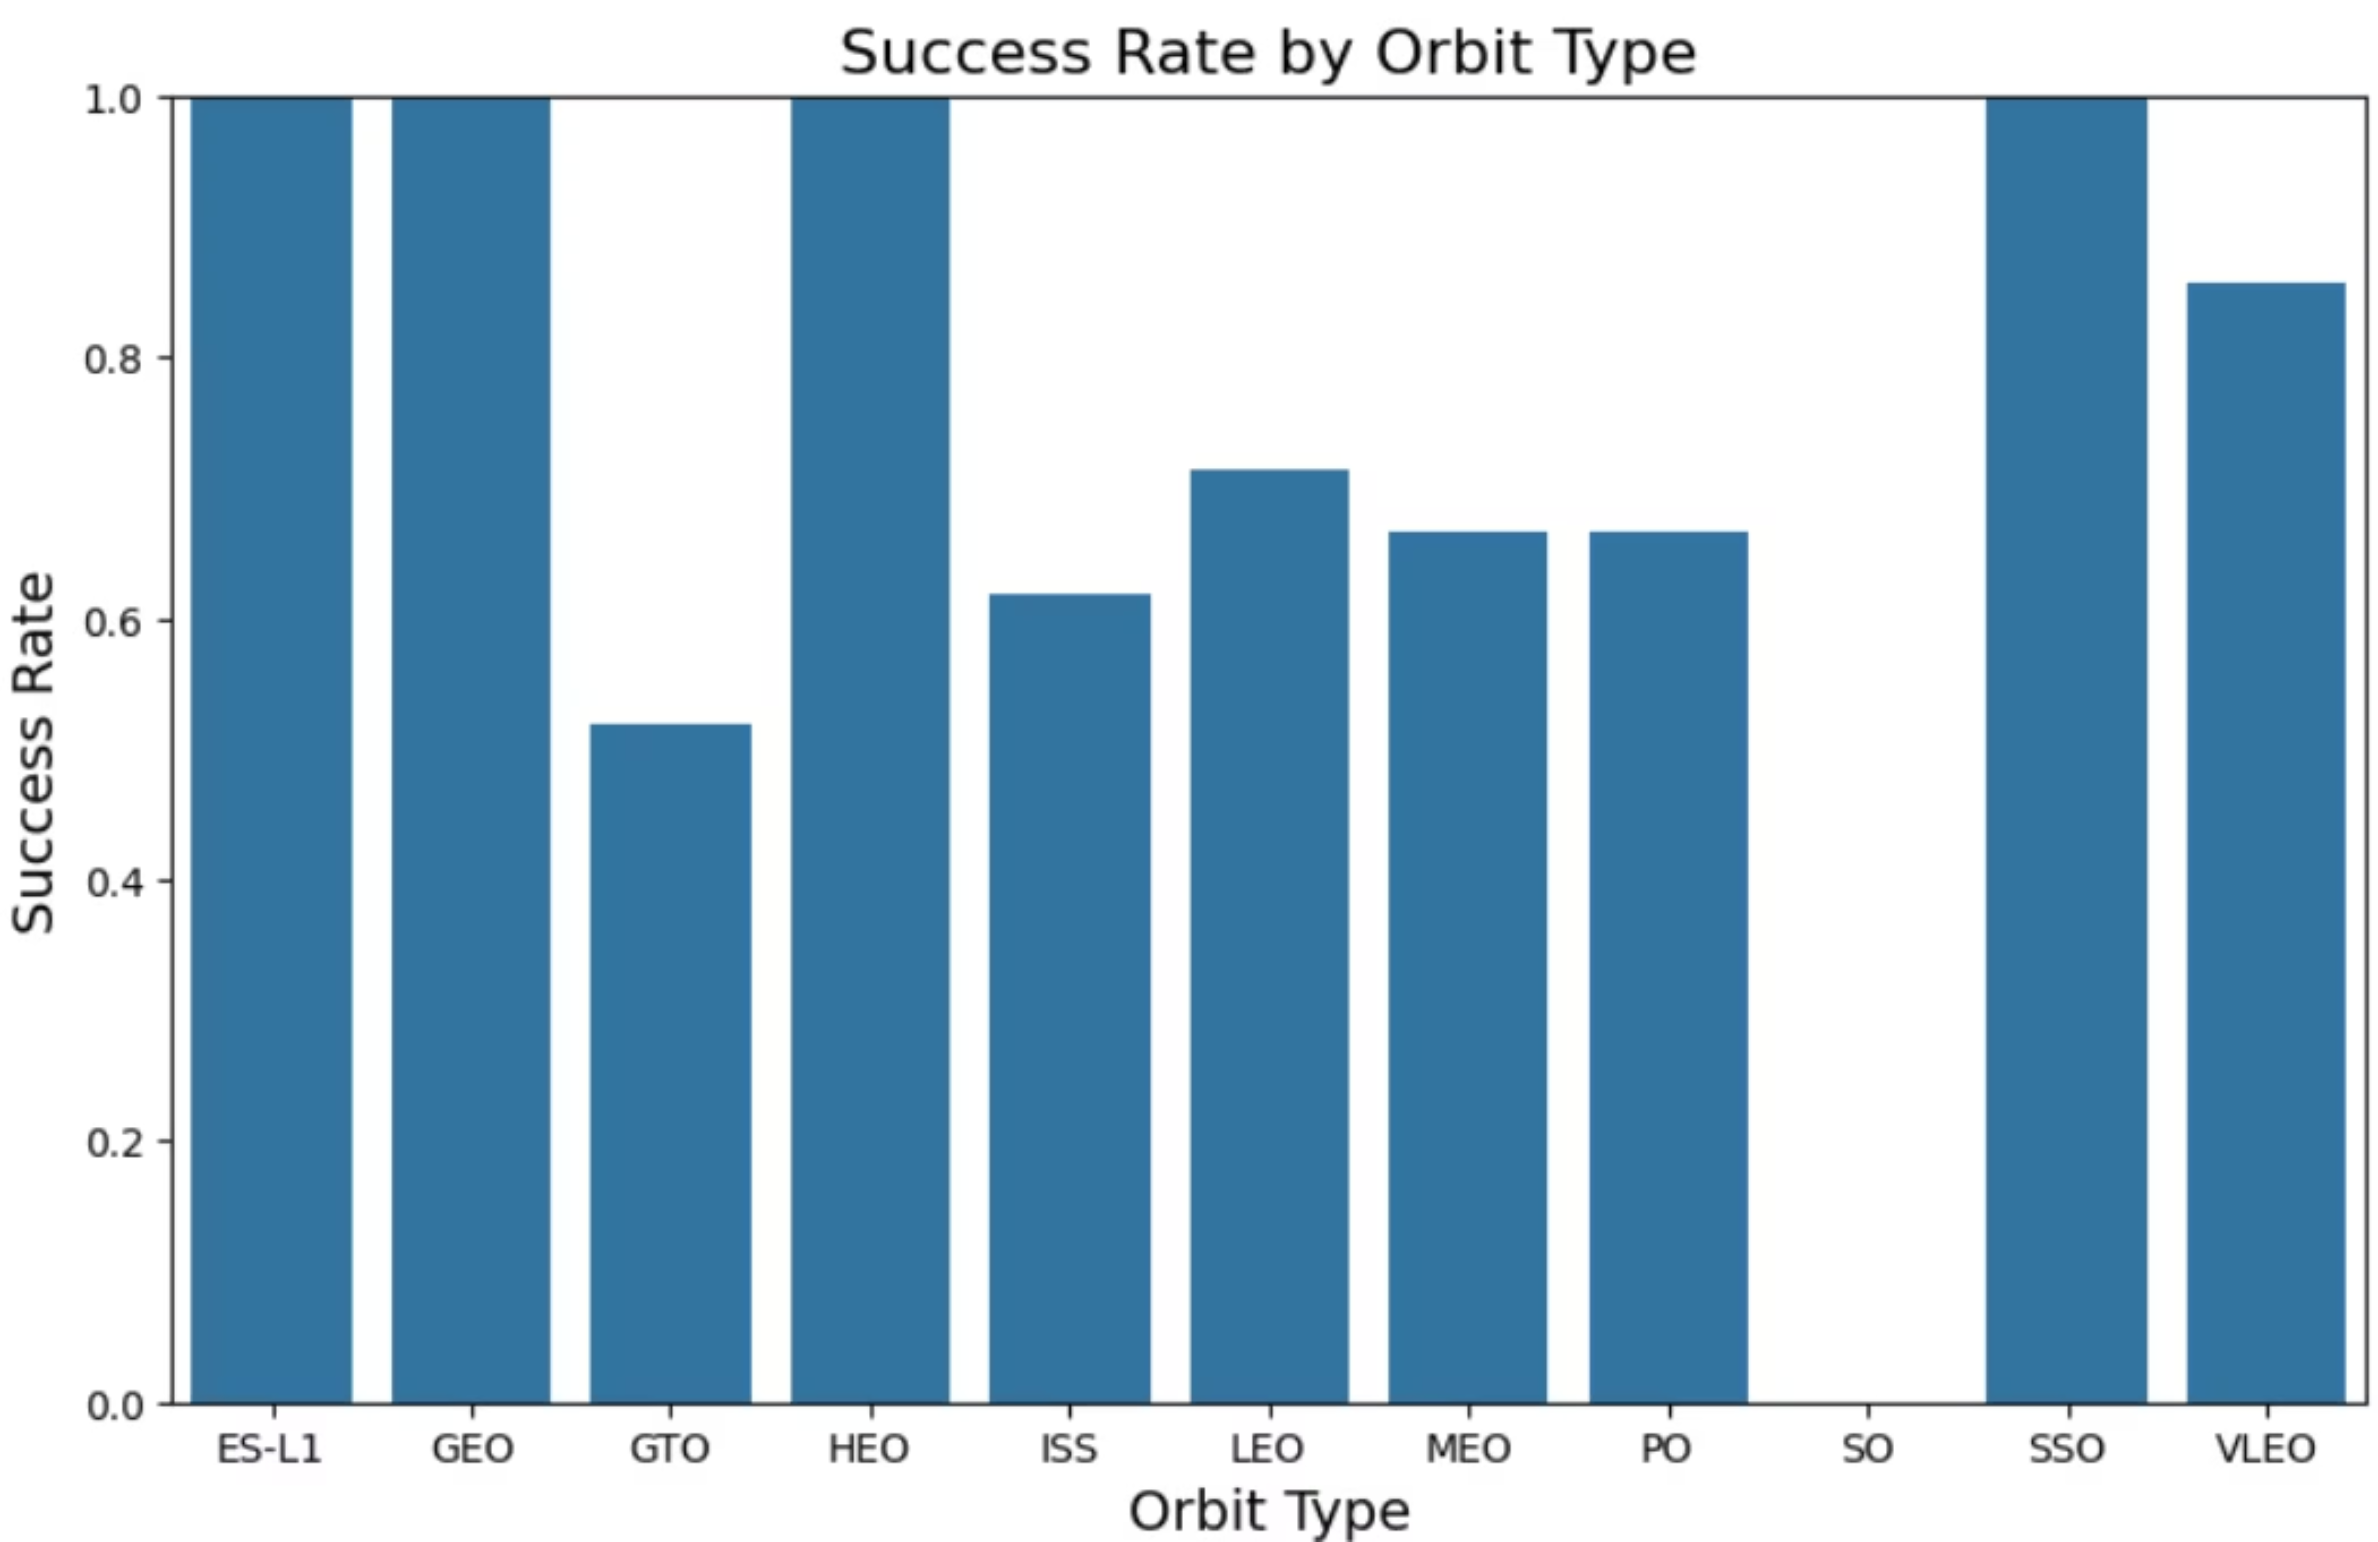 Success Rate by Orbit Type
1.0
0.8
0.6
0.4
0.2
0.0
Success Rate
ES-L1 GEO GTO HEO ISS LEO MEO PO SO SSO VLEO
Orbit Type